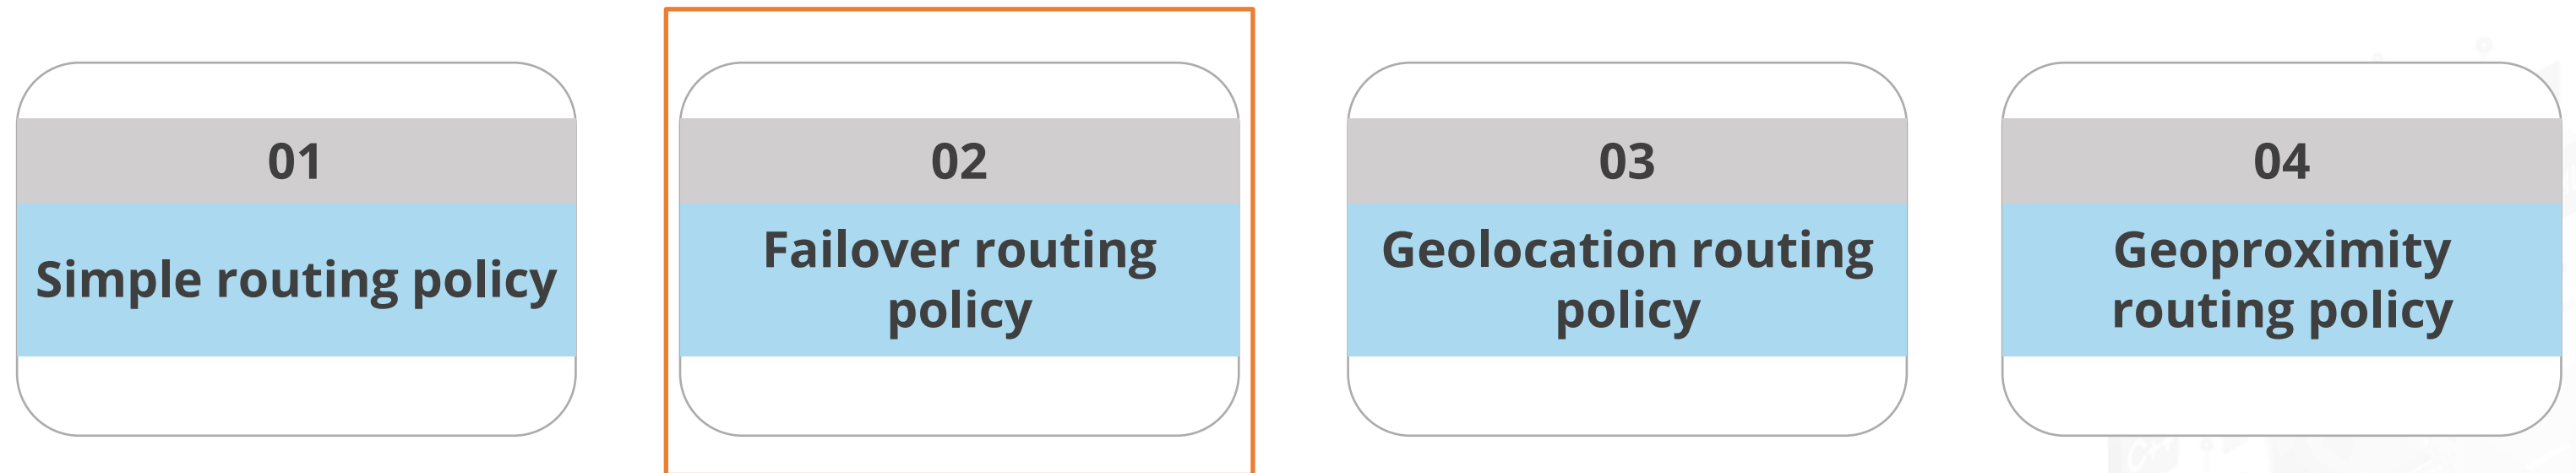 01
Simple routing policy
02
Failover routing
policy
03
Geolocation routing
policy
04
Geoproximity
routing policy